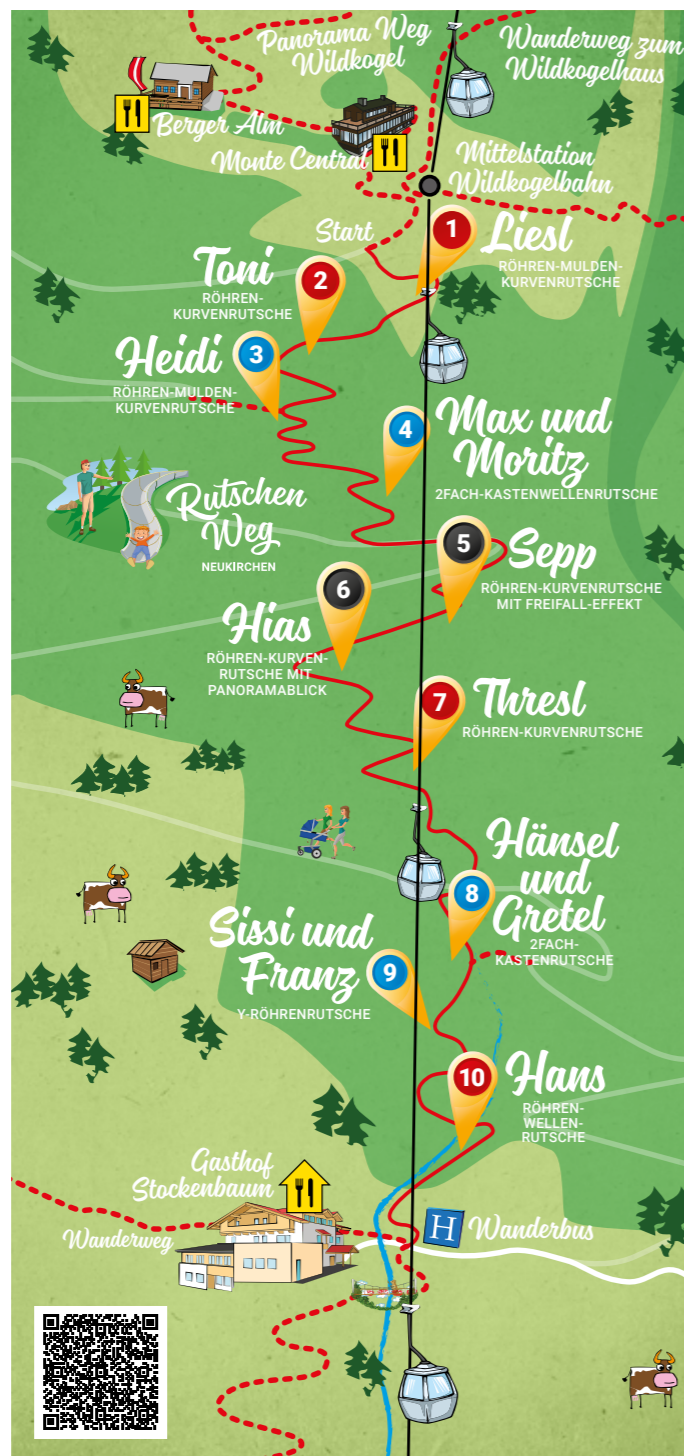 Panorama Weg
Wildkogel
Wanderweg zum
Wildkogelhaus
Berger Alm
Monte Central
Mittelstation
Wildkogelbahn
Start
1
Liesl
RÖHREN-MULDEN-
KURVENRUTSCHE
Toni
2
RÖHREN-
KURVENRUTSCHE
Heidi
3
RÖHREN-MULDEN-
KURVENRUTSCHE
4
Max und
Moritz
2FACH-KASTENWELLENRUTSCHE
Rutschen
Weg
NEUKIRCHEN
5
Sepp
RÖHREN-KURVENRUTSCHE
MIT FREIFALL-EFFEKT
6
Hias
RÖHREN-KURVEN-
RUTSCHE MIT
PANORAMABLICK
7
Thresl
RÖHREN-KURVENRUTSCHE
8
Hänsel
und
Gretel
2FACH-
KASTENRUTSCHE
Sissi und
Franz
9
Y-RÖHRENRUTSCHE
10
Hans
RÖHREN-
WELLEN-
RUTSCHE
Gasthof
Stockenbaum
Wanderweg
H
Wanderbus